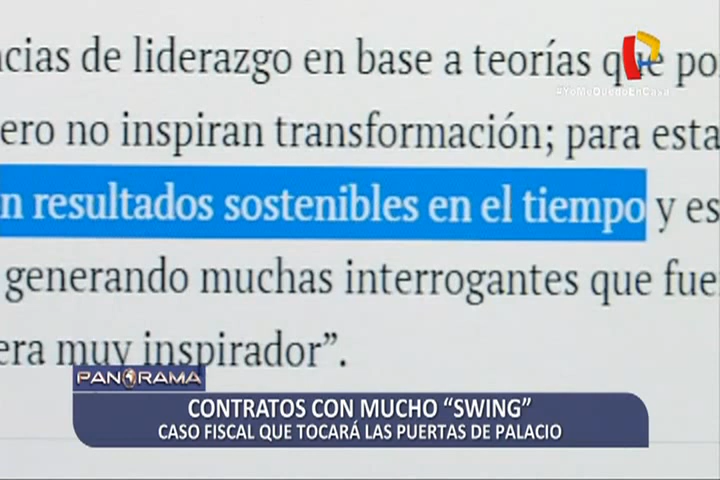 cias de liderazgo en base a teorías que po
#YoMeQuedoEnCasa
ero no inspiran transformación; para esta
n resultados sostenibles en el tiempo y es
generando muchas interrogantes que fue
era muy inspirador”.
PANORAMA
CONTRATOS CON MUCHO “SWING”
CASO FISCAL QUE TOCARÁ LAS PUERTAS DE PALACIO